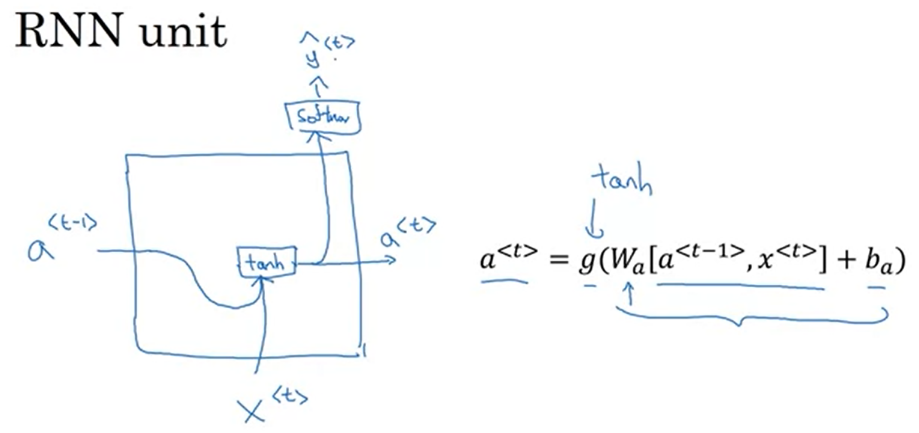 RNN unit
ŷ<t>
softmax
a<t-1>
tanh
a<t>
x<t>
tanh
a<t> = g(Wa[a<t−1>, x<t>] + ba)